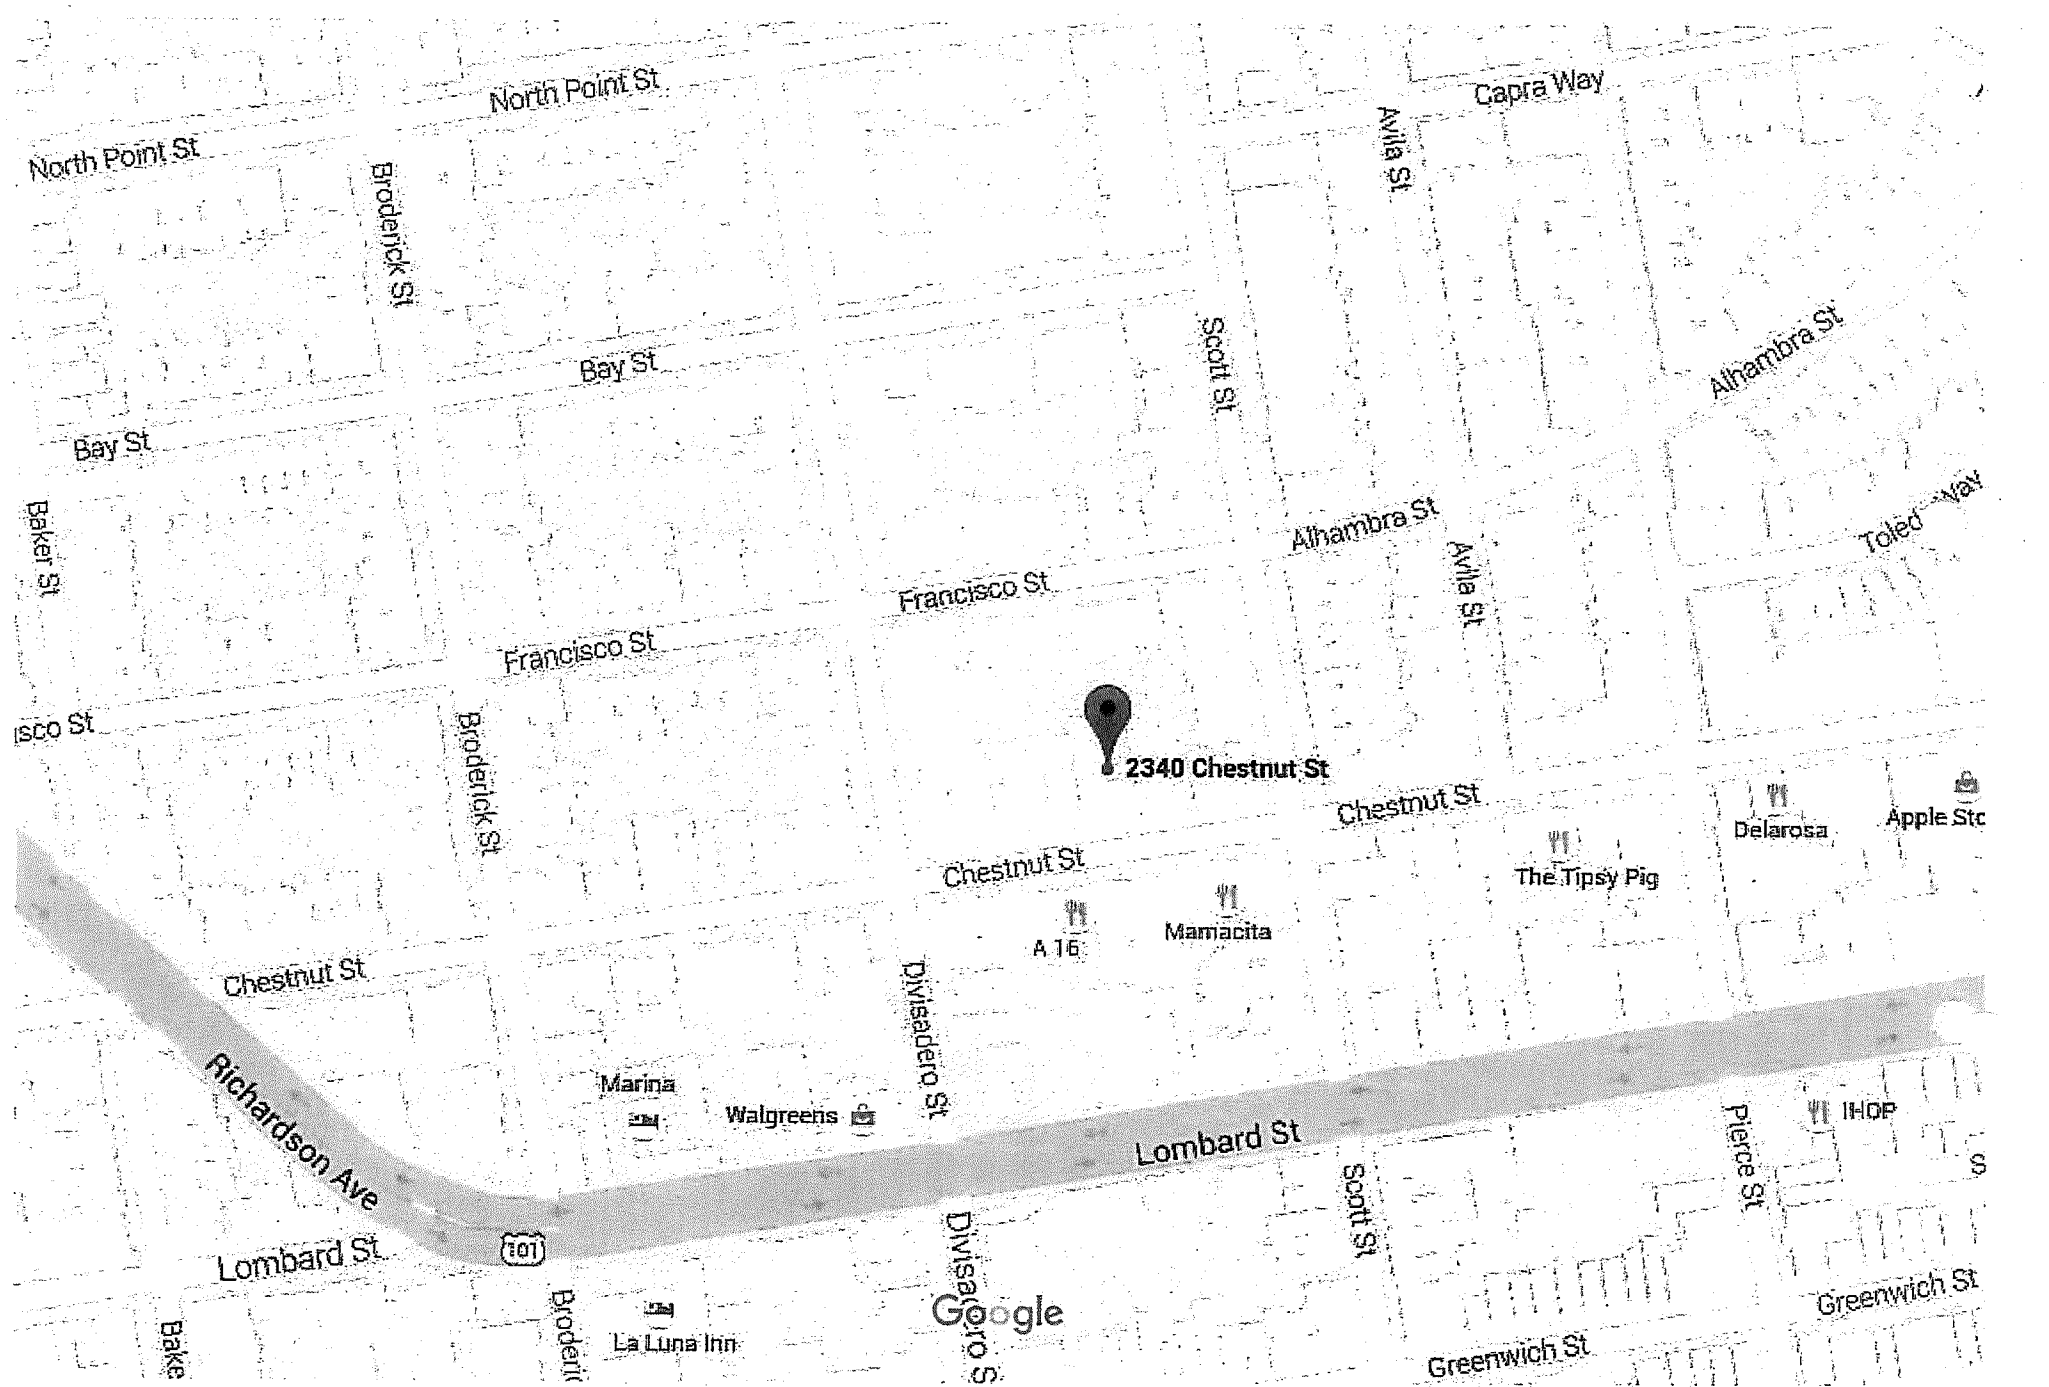 North Point St
Capra Way
North Point St
Avila St
Broderick St
Alhambra St
Scott St
Bay St
Bay St
Toled
Way
Baker St
Alhambra St
Avila St
Francisco St
Francisco St
isco St
Broderick St
2340 Chestnut St
Chestnut St
Delarosa
Apple Sto
The Tipsy Pig
Chestnut St
Mamacita
A 16
Chestnut St
Divisadero St
Richardson Ave
Marina
Walgreens
Lombard St
Pierce St
IHOP
S
Scott St
Lombard St
101
Divisadero S
Broderic
Bake
La Luna Inn
Google
Greenwich St
Greenwich St